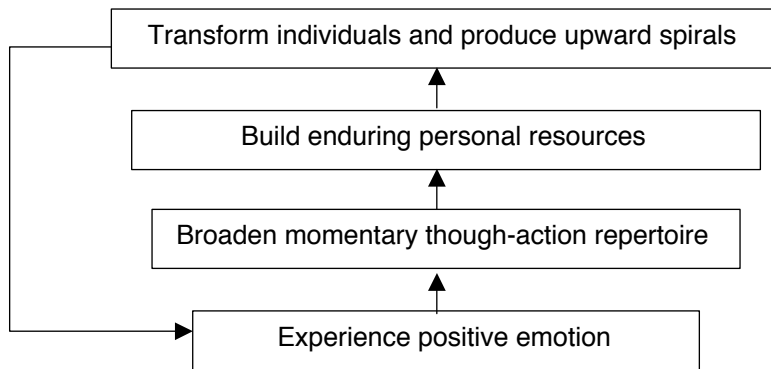 Transform individuals and produce upward spirals
Build enduring personal resources
Broaden momentary though-action repertoire
Experience positive emotion